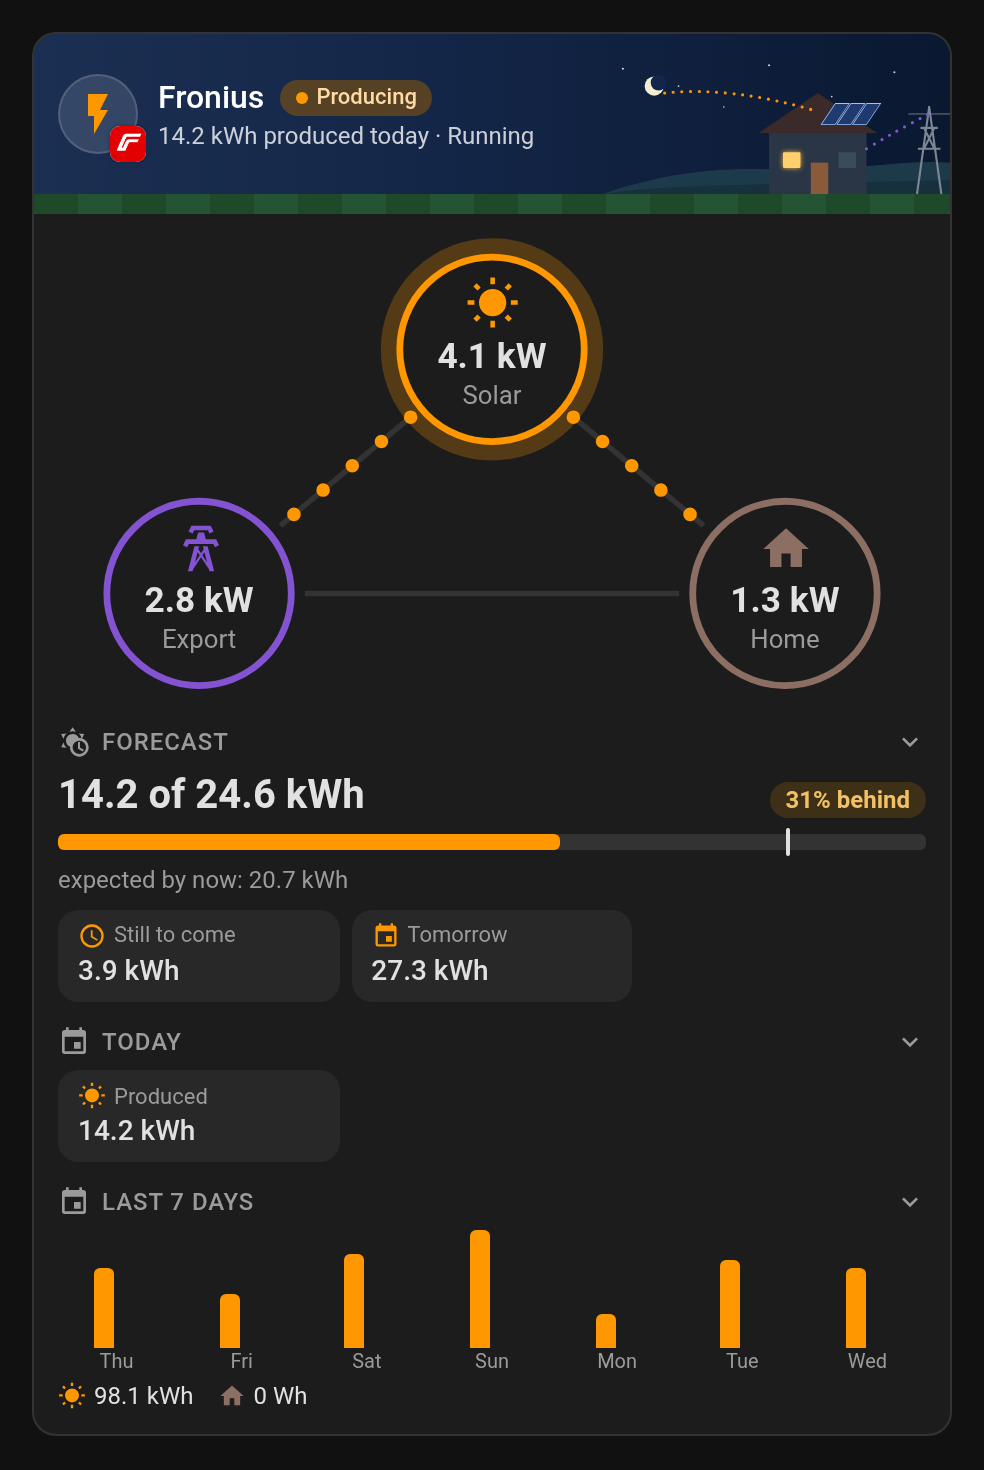 Fronius
Producing
14.2 kWh produced today · Running
4.1 kW
Solar
2.8 kW
Export
1.3 kW
Home
FORECAST
14.2 of 24.6 kWh
31% behind
expected by now: 20.7 kWh
Still to come
3.9 kWh
Tomorrow
27.3 kWh
TODAY
Produced
14.2 kWh
LAST 7 DAYS
Thu Fri Sat Sun Mon Tue Wed
98.1 kWh 0 Wh